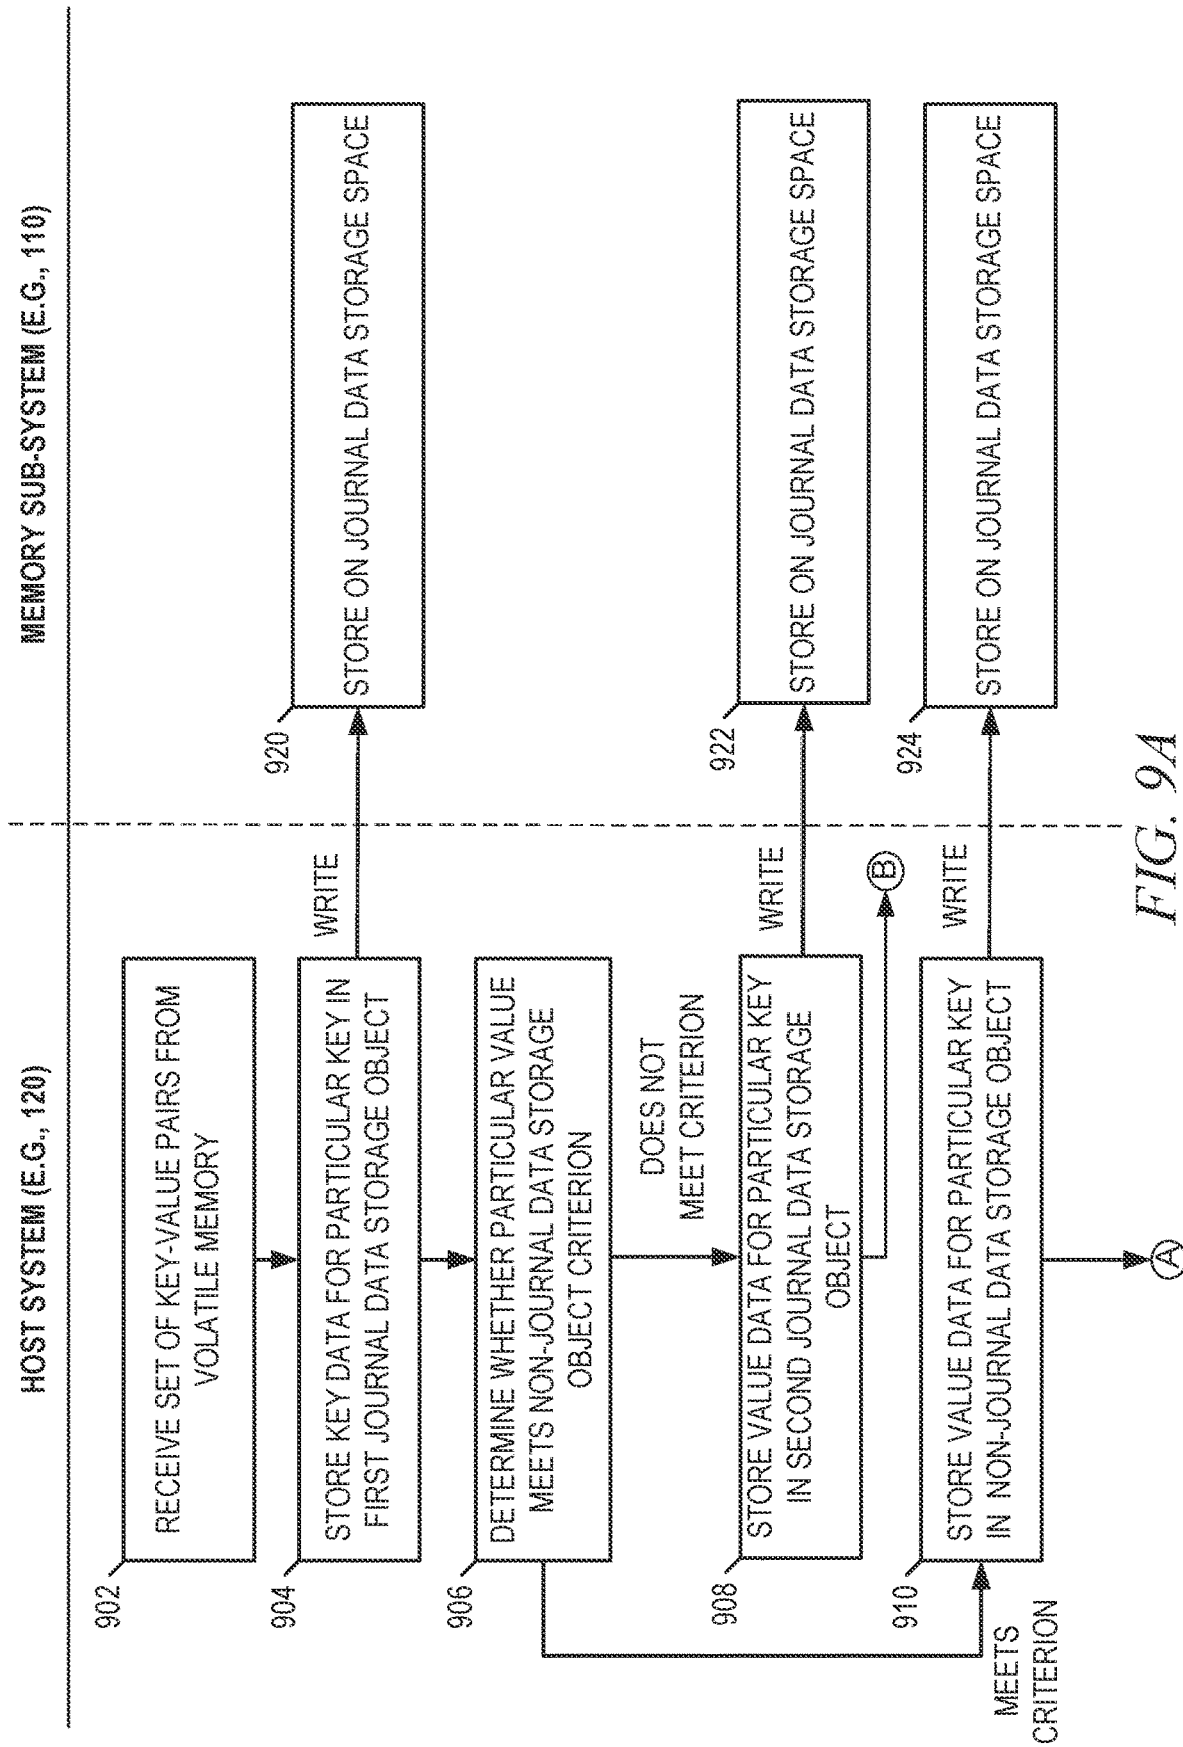 HOST SYSTEM (E.G., 120)
MEMORY SUB-SYSTEM (E.G., 110)
902
RECEIVE SET OF KEY-VALUE PAIRS FROM
VOLATILE MEMORY
904
STORE KEY DATA FOR PARTICULAR KEY IN
FIRST JOURNAL DATA STORAGE OBJECT
WRITE
920
STORE ON JOURNAL DATA STORAGE SPACE
906
DETERMINE WHETHER PARTICULAR VALUE
MEETS NON-JOURNAL DATA STORAGE
OBJECT CRITERION
DOES NOT
MEET CRITERION
908
STORE VALUE DATA FOR PARTICULAR KEY
IN SECOND JOURNAL DATA STORAGE
OBJECT
WRITE
922
STORE ON JOURNAL DATA STORAGE SPACE
B
910
STORE VALUE DATA FOR PARTICULAR KEY
IN NON-JOURNAL DATA STORAGE OBJECT
WRITE
924
STORE ON JOURNAL DATA STORAGE SPACE
MEETS
CRITERION
A
FIG. 9A